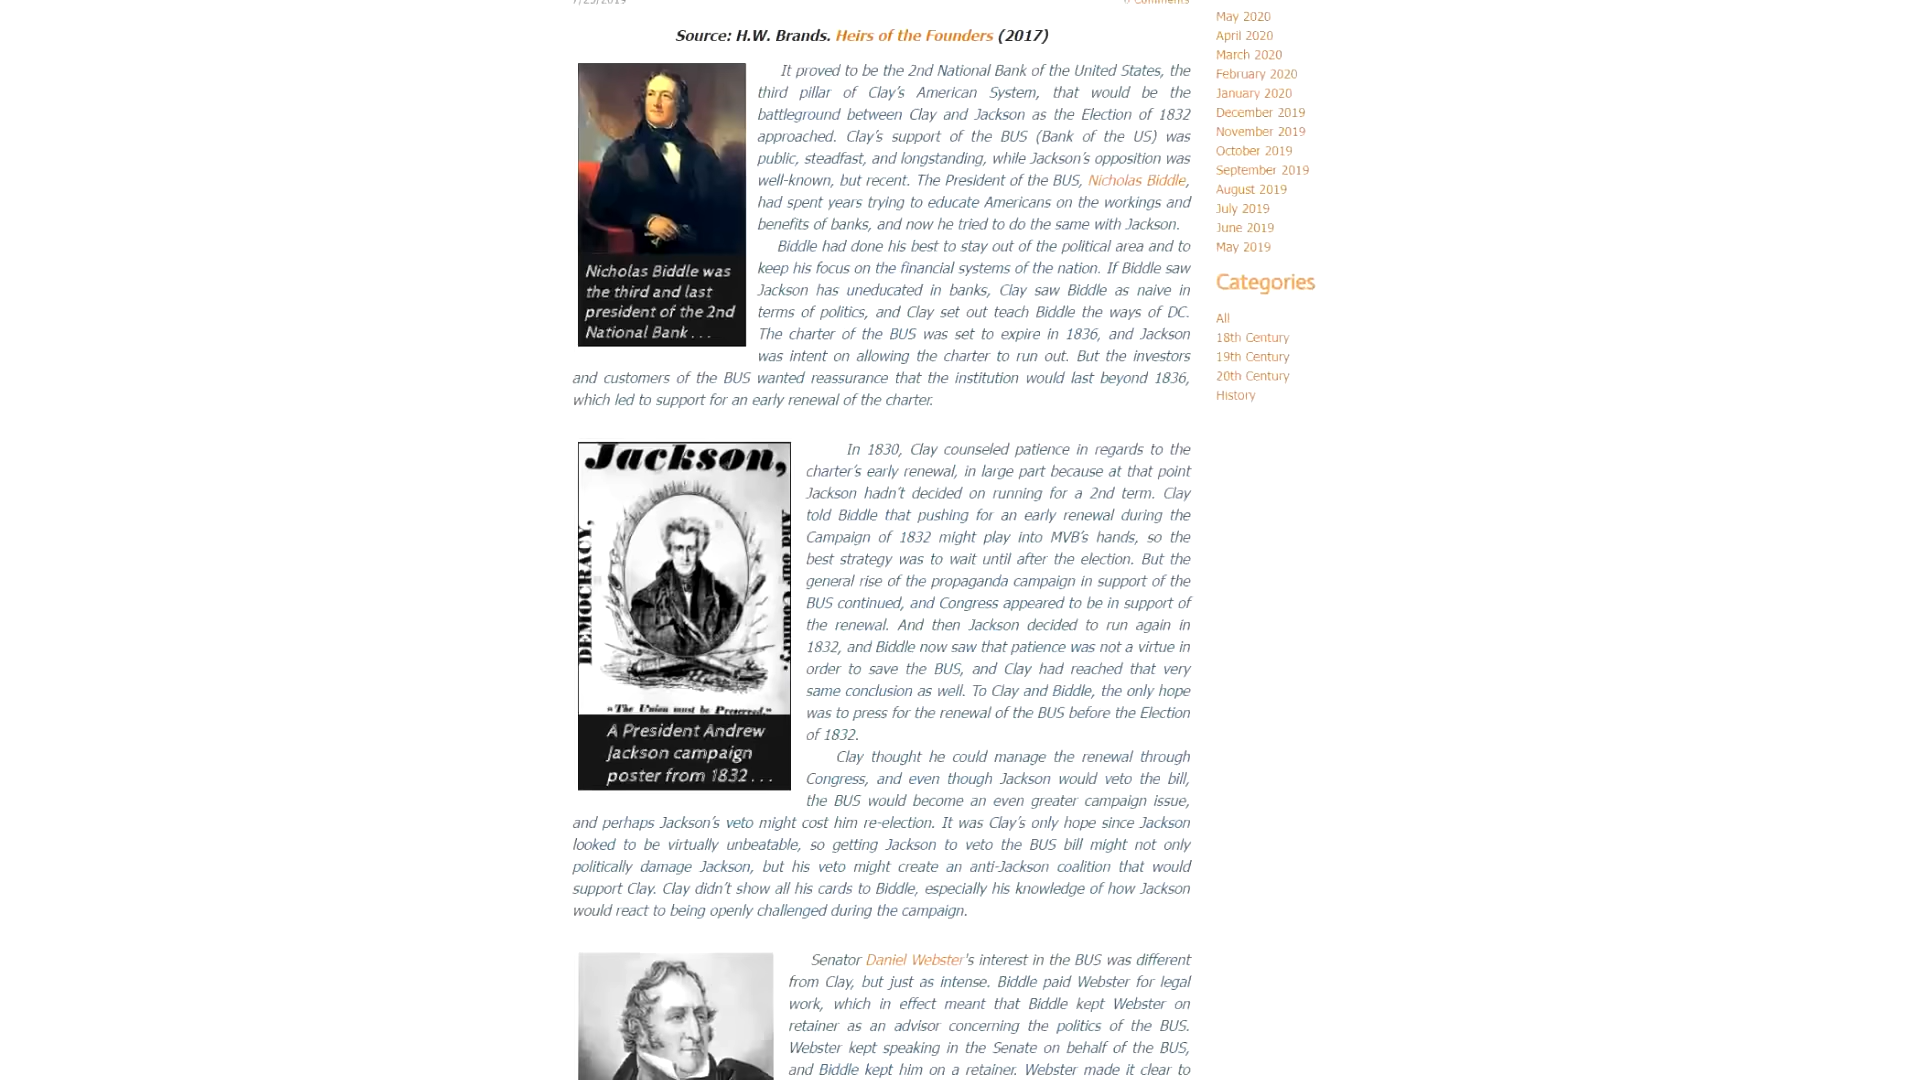 Source: H.W. Brands. Heirs of the Founders (2017)
It proved to be the 2nd National Bank of the United States, the
third pillar of Clay's American System, that would be the
battleground between Clay and Jackson as the Election of 1832
approached. Clay's support of the BUS (Bank of the US) was
public, steadfast, and longstanding, while Jackson's opposition was
well-known, but recent. The President of the BUS, Nicholas Biddle,
had spent years trying to educate Americans on the workings and
benefits of banks, and now he tried to do the same with Jackson.
Biddle had done his best to stay out of the political area and to
keep his focus on the financial systems of the nation. If Biddle saw
Jackson has uneducated in banks, Clay saw Biddle as naive in
terms of politics, and Clay set out teach Biddle the ways of DC.
The charter of the BUS was set to expire in 1836, and Jackson
was intent on allowing the charter to run out. But the investors
and customers of the BUS wanted reassurance that the institution would last beyond 1836,
which led to support for an early renewal of the charter.
Nicholas Biddle was
the third and last
president of the 2nd
National Bank . . .
In 1830, Clay counseled patience in regards to the
charter's early renewal, in large part because at that point
Jackson hadn't decided on running for a 2nd term. Clay
told Biddle that pushing for an early renewal during the
Campaign of 1832 might play into MVB's hands, so the
best strategy was to wait until after the election. But the
general rise of the propaganda campaign in support of the
BUS continued, and Congress appeared to be in support of
the renewal. And then Jackson decided to run again in
1832, and Biddle now saw that patience was not a virtue in
order to save the BUS, and Clay had reached that very
same conclusion as well. To Clay and Biddle, the only hope
was to press for the renewal of the BUS before the Election
of 1832.
Clay thought he could manage the renewal through
Congress, and even though Jackson would veto the bill,
the BUS would become an even greater campaign issue,
and perhaps Jackson's veto might cost him re-election. It was Clay's only hope since Jackson
looked to be virtually unbeatable, so getting Jackson to veto the BUS bill might not only
politically damage Jackson, but his veto might create an anti-Jackson coalition that would
support Clay. Clay didn't show all his cards to Biddle, especially his knowledge of how Jackson
would react to being openly challenged during the campaign.
Jackson,
DEMOCRACY,
And our Country.
"The Union must be Preserved."
A President Andrew
Jackson campaign
poster from 1832 . . .
Senator Daniel Webster's interest in the BUS was different
from Clay, but just as intense. Biddle paid Webster for legal
work, which in effect meant that Biddle kept Webster on
retainer as an advisor concerning the politics of the BUS.
Webster kept speaking in the Senate on behalf of the BUS,
and Biddle kept him on a retainer. Webster made it clear to
May 2020
April 2020
March 2020
February 2020
January 2020
December 2019
November 2019
October 2019
September 2019
August 2019
July 2019
June 2019
May 2019
Categories
All
18th Century
19th Century
20th Century
History